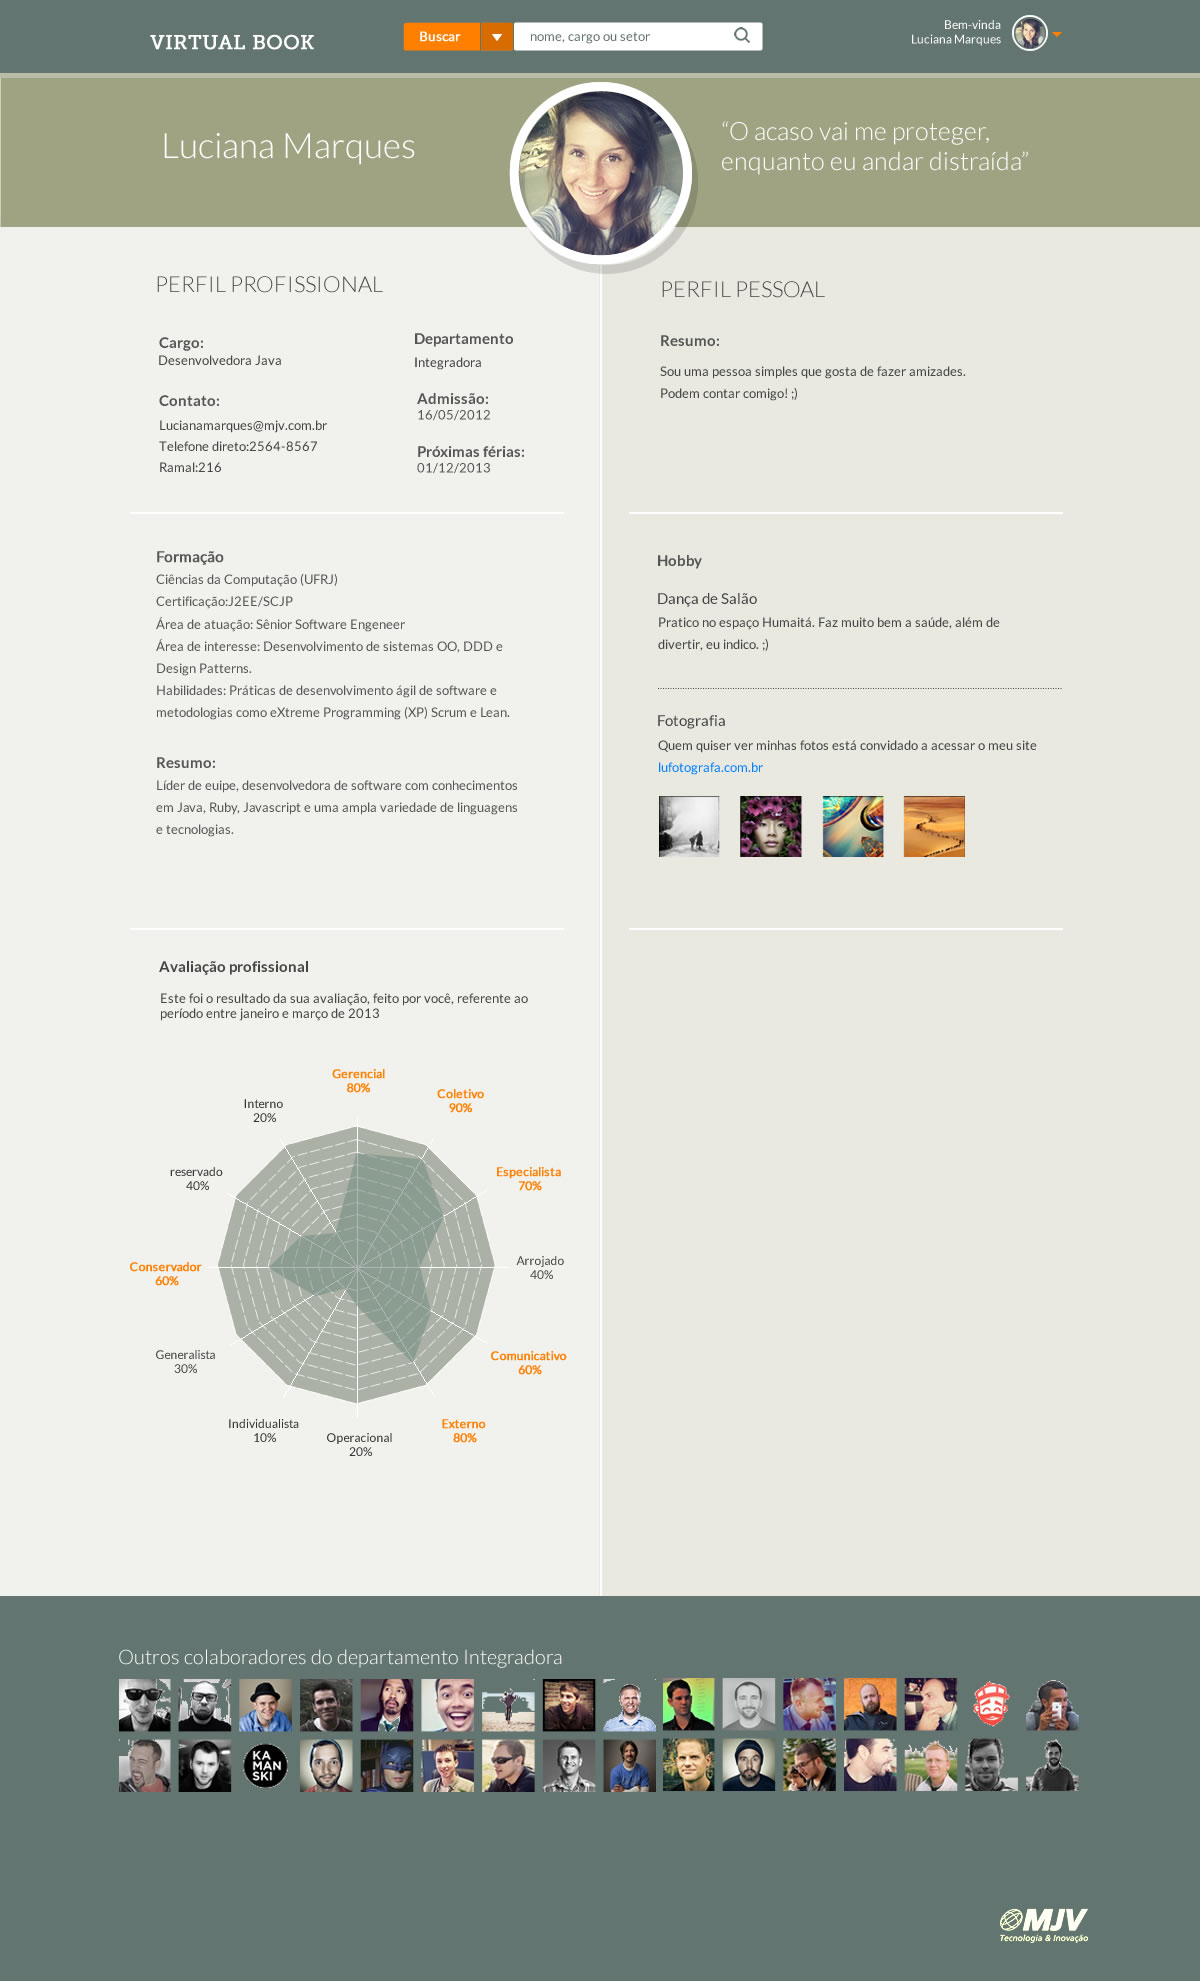 VIRTUAL BOOK
Buscar
nome, cargo ou setor
Bem-vinda
Luciana Marques
Luciana Marques
“O acaso vai me proteger,
enquanto eu andar distraída”
PERFIL PROFISSIONAL
Cargo:
Desenvolvedora Java
Contato:
Lucianamarques@mjv.com.br
Telefone direto:2564-8567
Ramal:216
Departamento
Integradora
Admissão:
16/05/2012
Próximas férias:
01/12/2013
Formação
Ciências da Computação (UFRJ)
Certificação:J2EE/SCJP
Área de atuação: Sênior Software Engeneer
Área de interesse: Desenvolvimento de sistemas OO, DDD e
Design Patterns.
Habilidades: Práticas de desenvolvimento ágil de software e
metodologias como eXtreme Programming (XP) Scrum e Lean.
Resumo:
Líder de euipe, desenvolvedora de software com conhecimentos
em Java, Ruby, Javascript e uma ampla variedade de linguagens
e tecnologias.
Avaliação profissional
Este foi o resultado da sua avaliação, feito por você, referente ao
período entre janeiro e março de 2013
Gerencial
80%
Coletivo
90%
Especialista
70%
Arrojado
40%
Comunicativo
60%
Externo
80%
Operacional
20%
Individualista
10%
Generalista
30%
Conservador
60%
reservado
40%
Interno
20%
PERFIL PESSOAL
Resumo:
Sou uma pessoa simples que gosta de fazer amizades.
Podem contar comigo! ;)
Hobby
Dança de Salão
Pratico no espaço Humaitá. Faz muito bem a saúde, além de
divertir, eu indico. ;)
Fotografia
Quem quiser ver minhas fotos está convidado a acessar o meu site
lufotografa.com.br
Outros colaboradores do departamento Integradora
KA
MAN
SKI
MJV
Tecnologia & Inovação